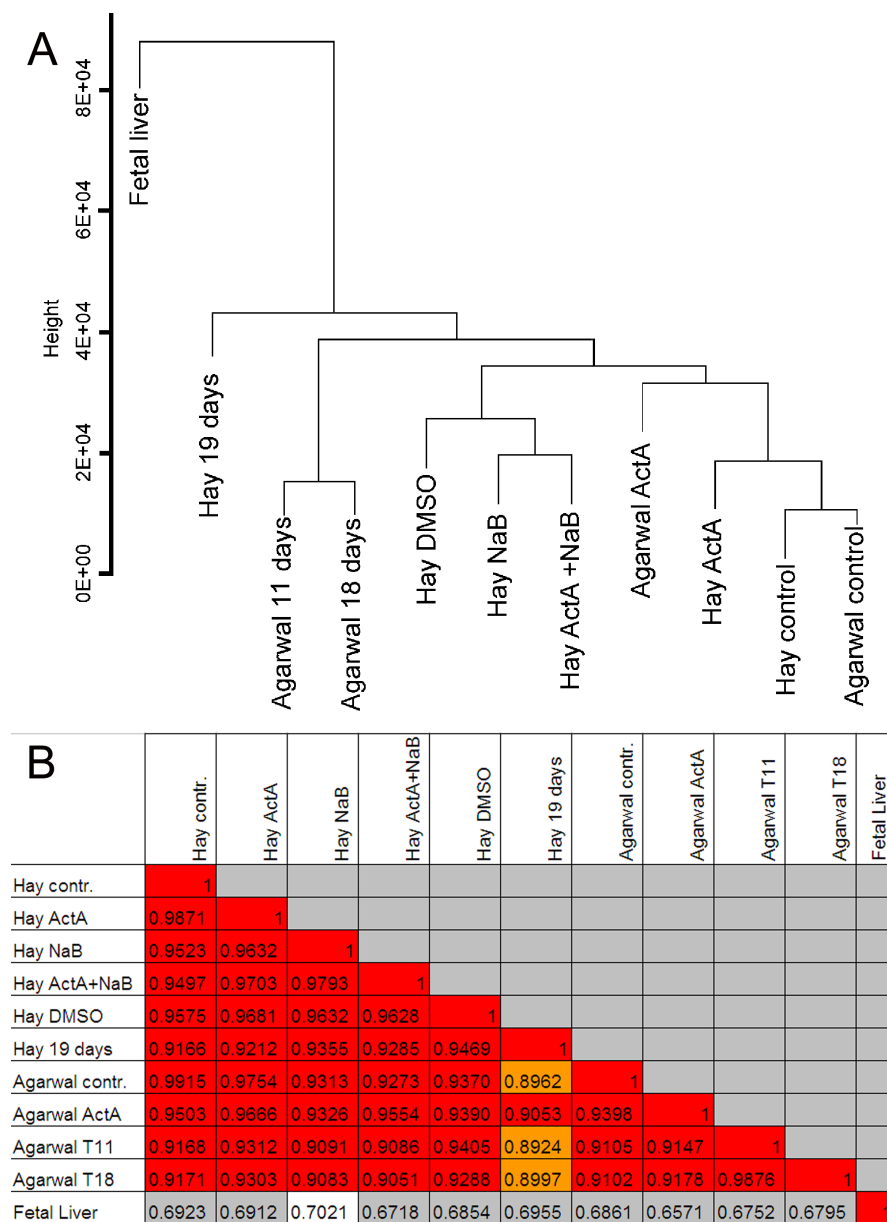 A
8E+04
6E+04
4E+04
2E+04
0E+00
Height
Fetal liver
Hay 19 days
Agarwal 11 days
Agarwal 18 days
Hay DMSO
Hay NaB
Hay ActA +NaB
Agarwal ActA
Hay ActA
Hay control
Agarwal control
B
Hay contr. Hay ActA Hay NaB Hay ActA+NaB Hay DMSO Hay 19 days Agarwal contr. Agarwal ActA Agarwal T11 Agarwal T18 Fetal Liver
Hay contr. 1
Hay ActA 0.9871 1
Hay NaB 0.9523 0.9632 1
Hay ActA+NaB 0.9497 0.9703 0.9793 1
Hay DMSO 0.9575 0.9681 0.9632 0.9628 1
Hay 19 days 0.9166 0.9212 0.9355 0.9285 0.9469 1
Agarwal contr. 0.9915 0.9754 0.9313 0.9273 0.9370 0.8962 1
Agarwal ActA 0.9503 0.9666 0.9326 0.9554 0.9390 0.9053 0.9398 1
Agarwal T11 0.9168 0.9312 0.9091 0.9086 0.9405 0.8924 0.9105 0.9147 1
Agarwal T18 0.9171 0.9303 0.9083 0.9051 0.9288 0.8997 0.9102 0.9178 0.9876 1
Fetal Liver 0.6923 0.6912 0.7021 0.6718 0.6854 0.6955 0.6861 0.6571 0.6752 0.6795